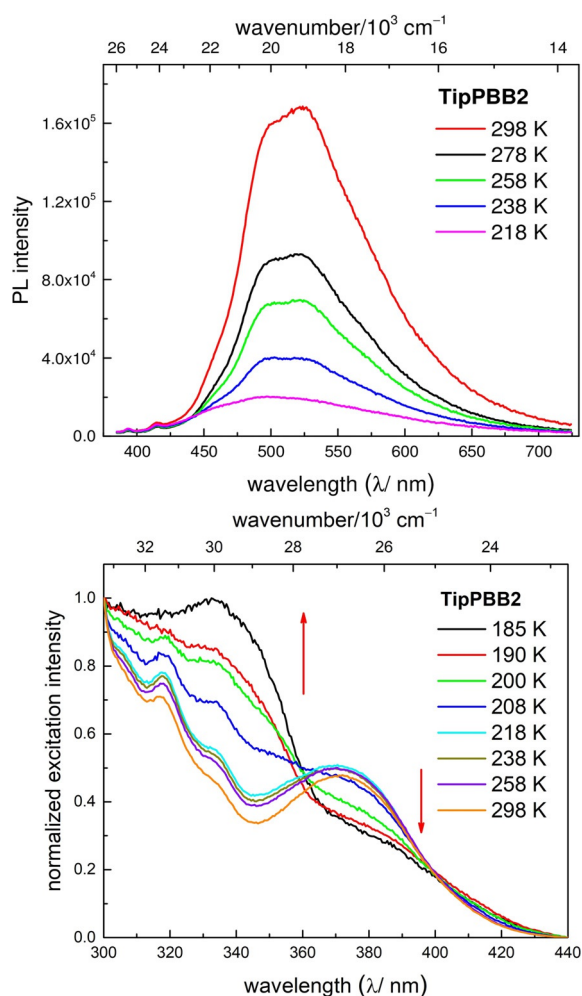 wavenumber/10³ cm⁻¹
26 24 22 20 18 16 14
TipPBB2
298 K
278 K
258 K
238 K
218 K
PL intensity
1.6x10⁵
1.2x10⁵
8.0x10⁴
4.0x10⁴
0.0
400 450 500 550 600 650 700
wavelength (λ/ nm)
wavenumber/10³ cm⁻¹
32 30 28 26 24
TipPBB2
185 K
190 K
200 K
208 K
218 K
238 K
258 K
298 K
normalized excitation intensity
1.0
0.8
0.6
0.4
0.2
0.0
300 320 340 360 380 400 420 440
wavelength (λ/ nm)